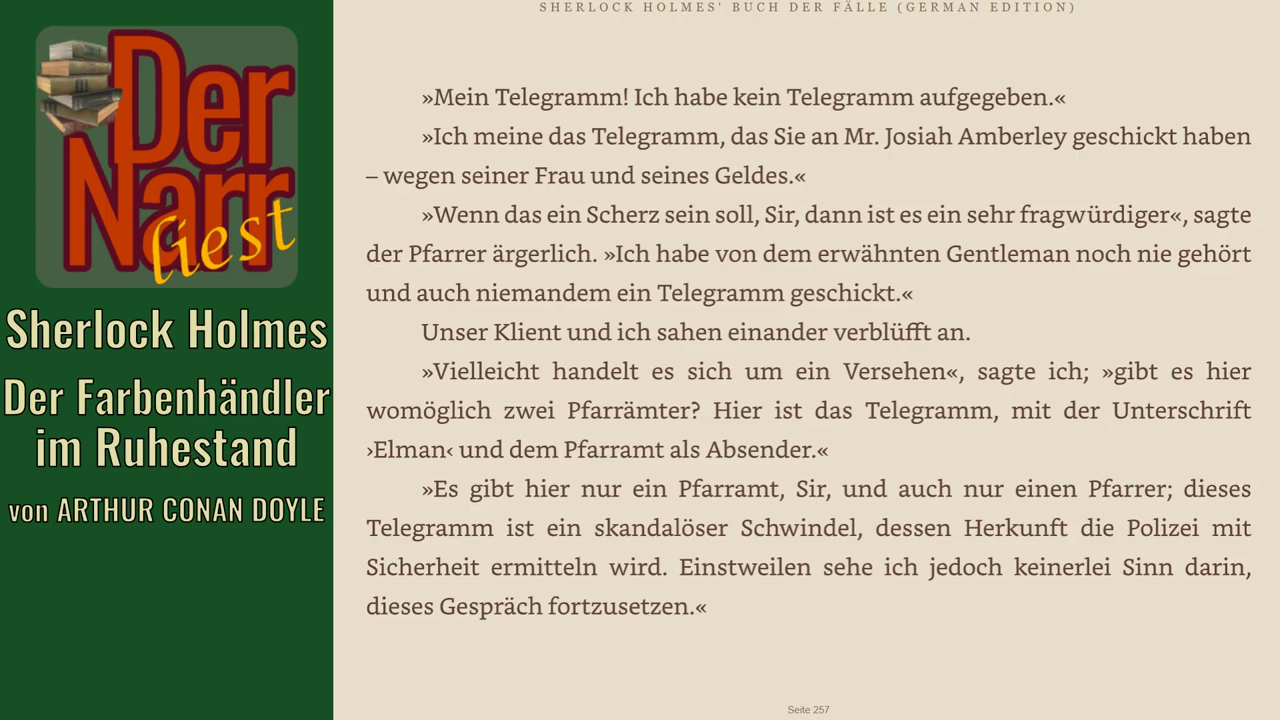 Der
Narr
liest
Sherlock Holmes
Der Farbenhändler
im Ruhestand
von ARTHUR CONAN DOYLE
SHERLOCK HOLMES' BUCH DER FÄLLE (GERMAN EDITION)
»Mein Telegramm! Ich habe kein Telegramm aufgegeben.«
»Ich meine das Telegramm, das Sie an Mr. Josiah Amberley geschickt haben
– wegen seiner Frau und seines Geldes.«
»Wenn das ein Scherz sein soll, Sir, dann ist es ein sehr fragwürdiger«, sagte
der Pfarrer ärgerlich. »Ich habe von dem erwähnten Gentleman noch nie gehört
und auch niemandem ein Telegramm geschickt.«
Unser Klient und ich sahen einander verblüfft an.
»Vielleicht handelt es sich um ein Versehen«, sagte ich; »gibt es hier
womöglich zwei Pfarrämter? Hier ist das Telegramm, mit der Unterschrift
›Elman‹ und dem Pfarramt als Absender.«
»Es gibt hier nur ein Pfarramt, Sir, und auch nur einen Pfarrer; dieses
Telegramm ist ein skandalöser Schwindel, dessen Herkunft die Polizei mit
Sicherheit ermitteln wird. Einstweilen sehe ich jedoch keinerlei Sinn darin,
dieses Gespräch fortzusetzen.«
Seite 257